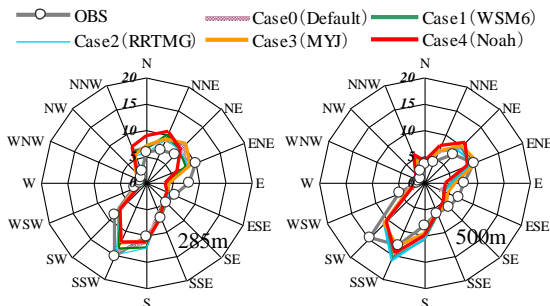 OBS Case0(Default) Case1(WSM6)
Case2(RRTMG) Case3(MYJ) Case4(Noah)
N N
NNW 20 NNE NNW 20 NNE
NW 15 NE NW 15 NE
10 10
WNW 5 ENE WNW 5 ENE
W 0 E W 0 E
WSW ESE WSW ESE
SW 285m SE SW 500m SE
SSW SSE SSW SSE
S S